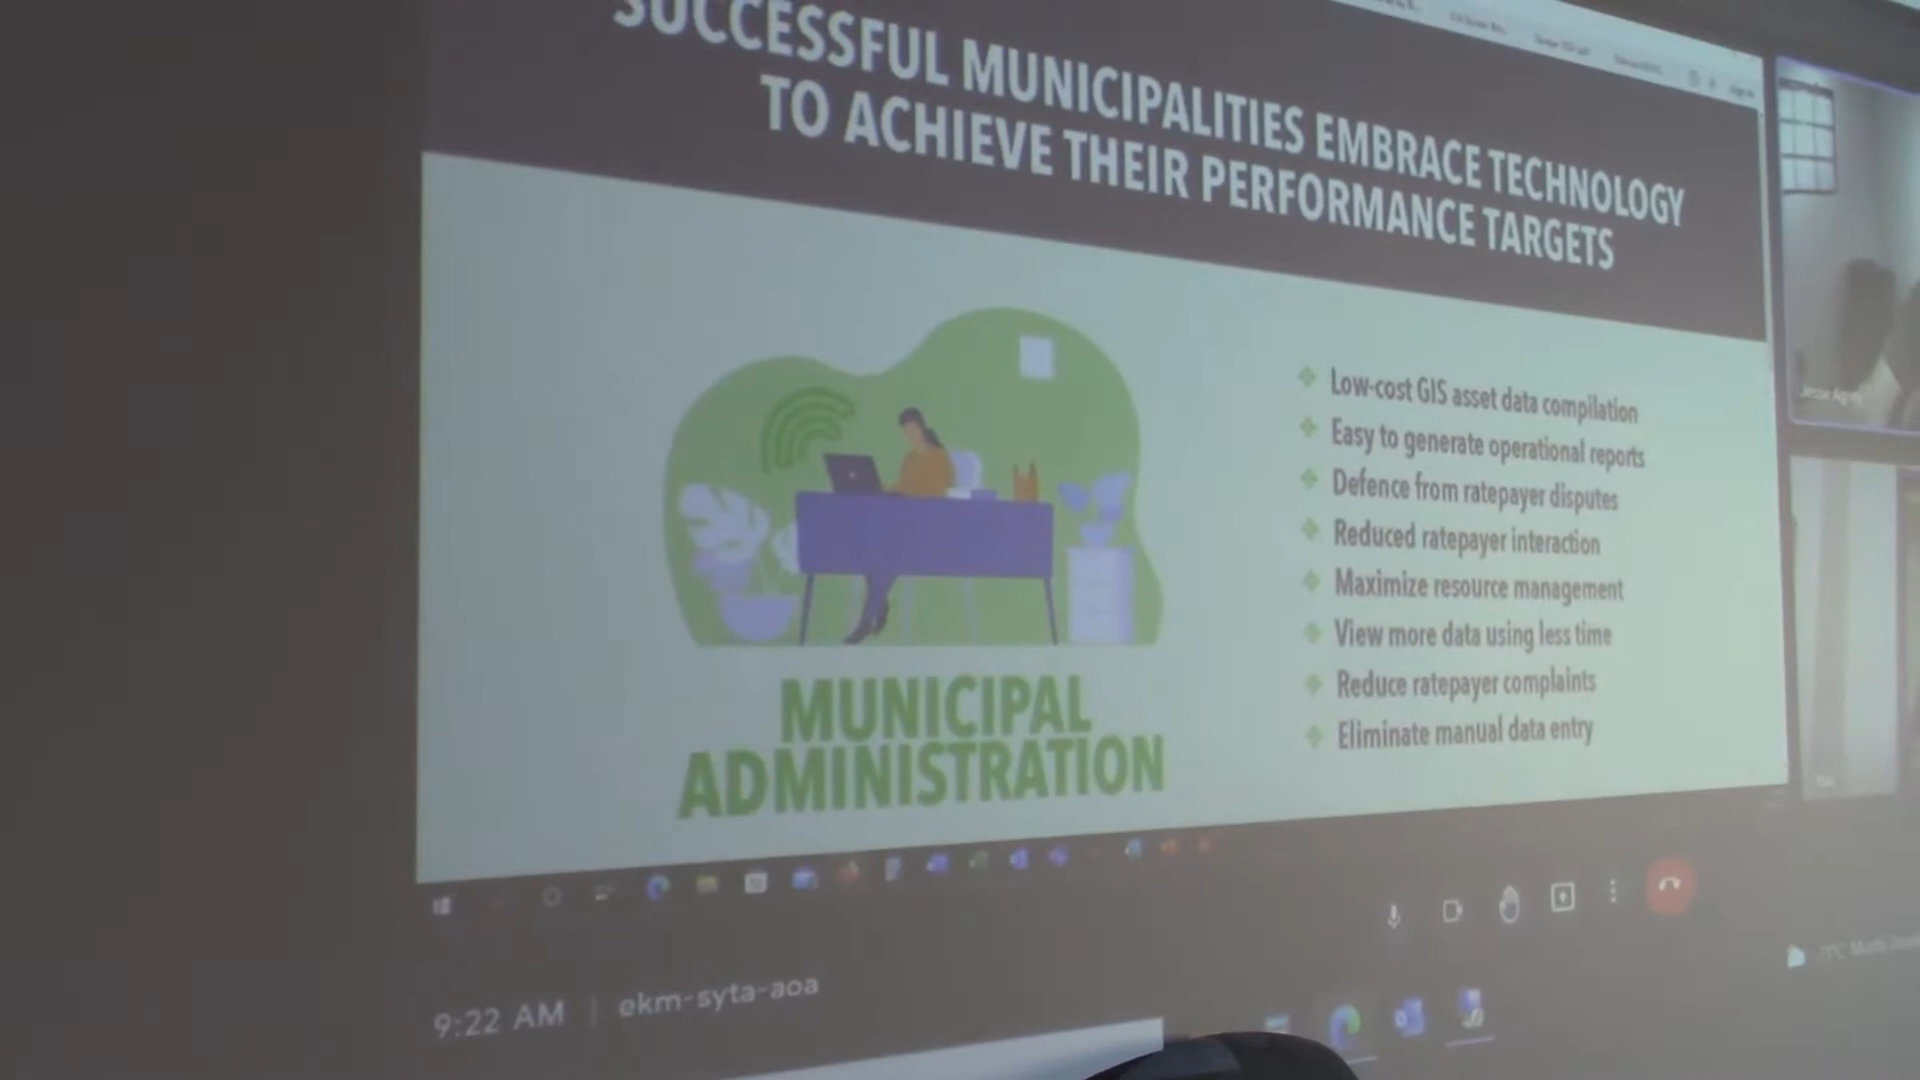 SUCCESSFUL MUNICIPALITIES EMBRACE TECHNOLOGY
TO ACHIEVE THEIR PERFORMANCE TARGETS
Low-cost GIS asset data compilation
Easy to generate operational reports
Defence from ratepayer disputes
Reduced ratepayer interaction
Maximize resource management
View more data using less time
Reduce ratepayer complaints
Eliminate manual data entry
MUNICIPAL
ADMINISTRATION
9:22 AM | ekm-syta-aoa